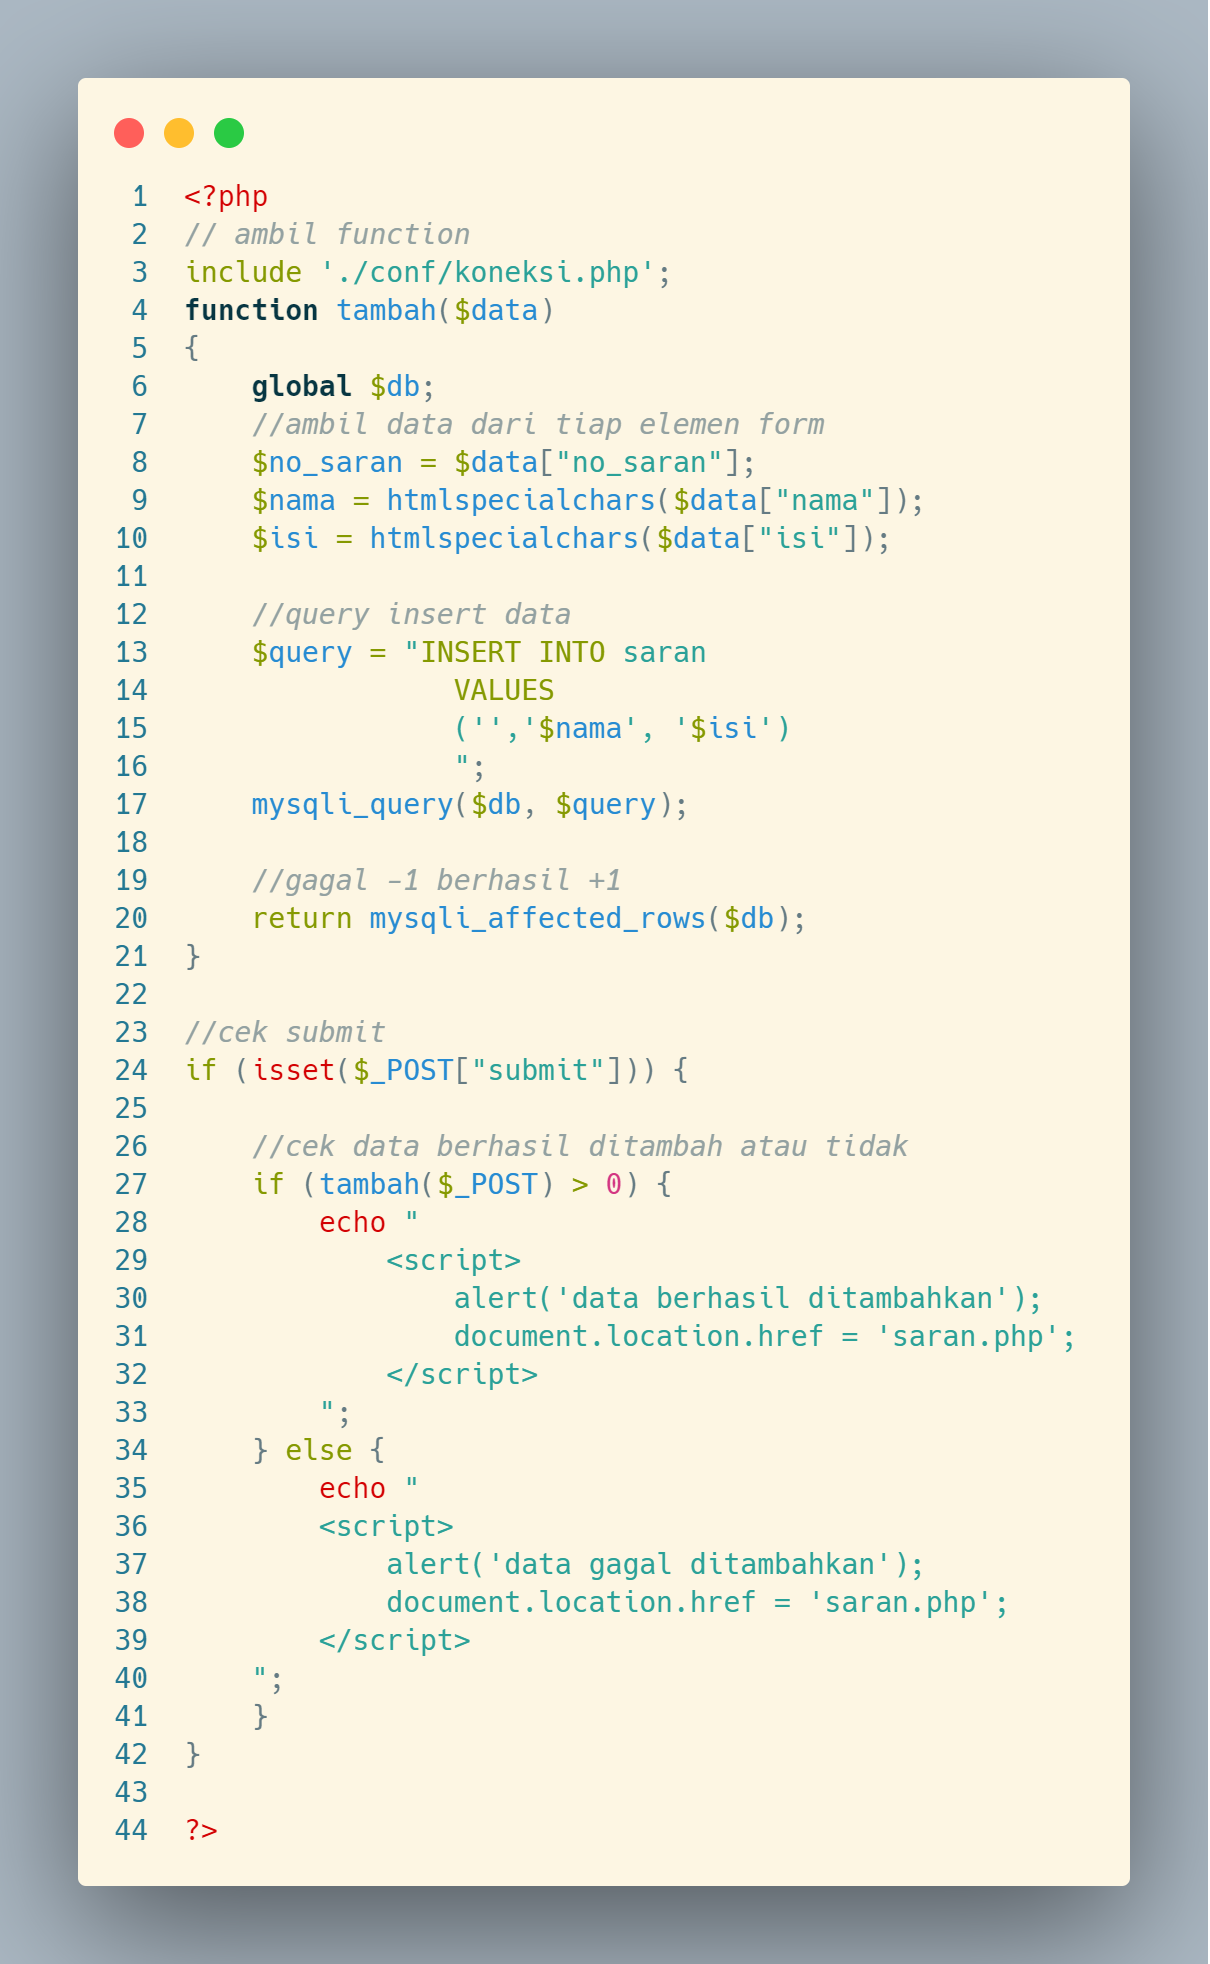 1 <?php
2 // ambil function
3 include './conf/koneksi.php';
4 function tambah($data)
5 {
6     global $db;
7     //ambil data dari tiap elemen form
8     $no_saran = $data["no_saran"];
9     $nama = htmlspecialchars($data["nama"]);
10     $isi = htmlspecialchars($data["isi"]);
11
12     //query insert data
13     $query = "INSERT INTO saran
14                 VALUES
15                 ('','$nama', '$isi')
16                 ";
17     mysqli_query($db, $query);
18
19     //gagal -1 berhasil +1
20     return mysqli_affected_rows($db);
21 }
22
23 //cek submit
24 if (isset($_POST["submit"])) {
25
26     //cek data berhasil ditambah atau tidak
27     if (tambah($_POST) > 0) {
28         echo "
29             <script>
30                 alert('data berhasil ditambahkan');
31                 document.location.href = 'saran.php';
32             </script>
33         ";
34     } else {
35         echo "
36         <script>
37             alert('data gagal ditambahkan');
38             document.location.href = 'saran.php';
39         </script>
40     ";
41     }
42 }
43
44 ?>